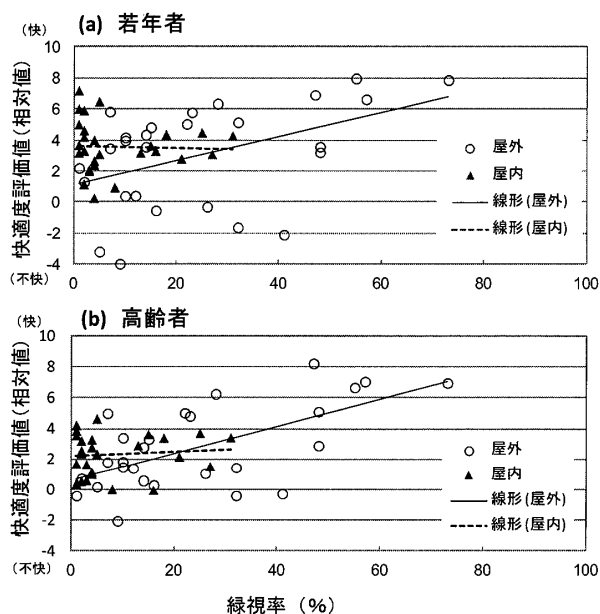 (快) (a) 若年者
10
8
6
4
2
0
-2
-4
快適度評価値(相対値)
(不快)
0 20 40 60 80 100
屋外
屋内
線形(屋外)
線形(屋内)
(快) (b) 高齢者
10
8
6
4
2
0
-2
-4
快適度評価値(相対値)
(不快)
0 20 40 60 80 100
屋外
屋内
線形(屋外)
線形(屋内)
緑視率 (%)